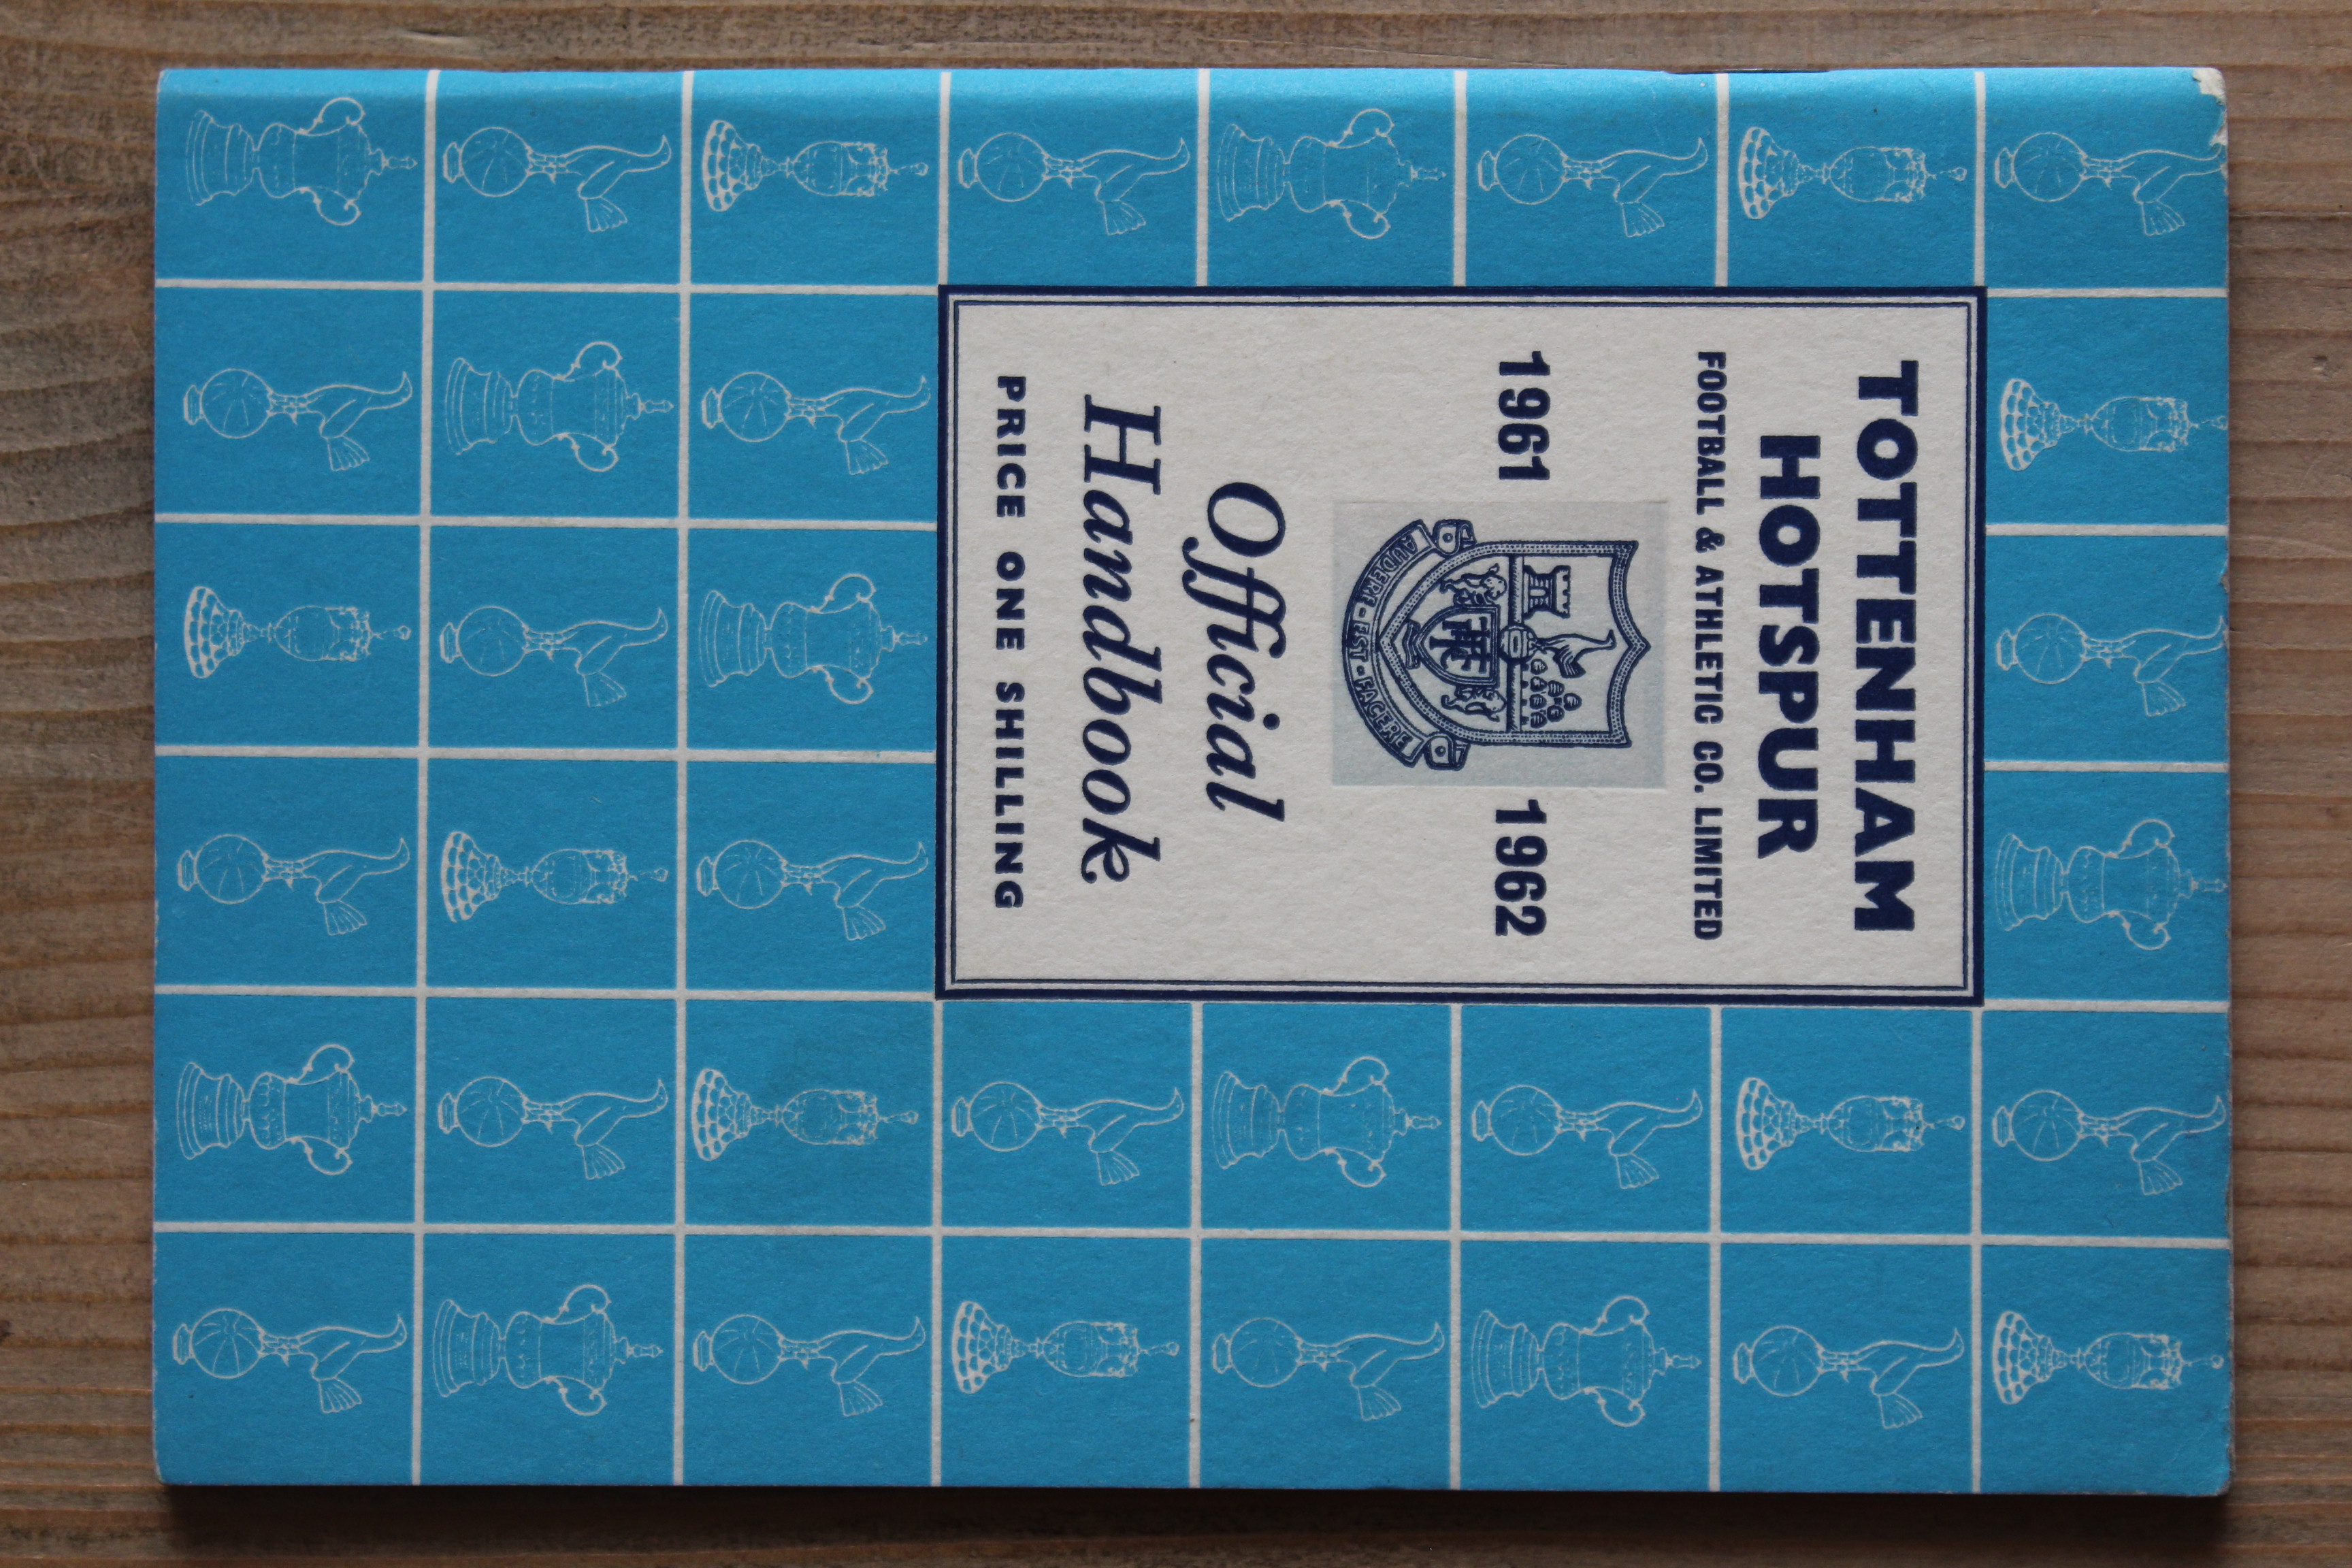 TOTTENHAM
HOTSPUR
FOOTBALL & ATHLETIC CO. LIMITED
1961 1962
AUDERE · EST · FACERE
Official
Handbook
PRICE ONE SHILLING